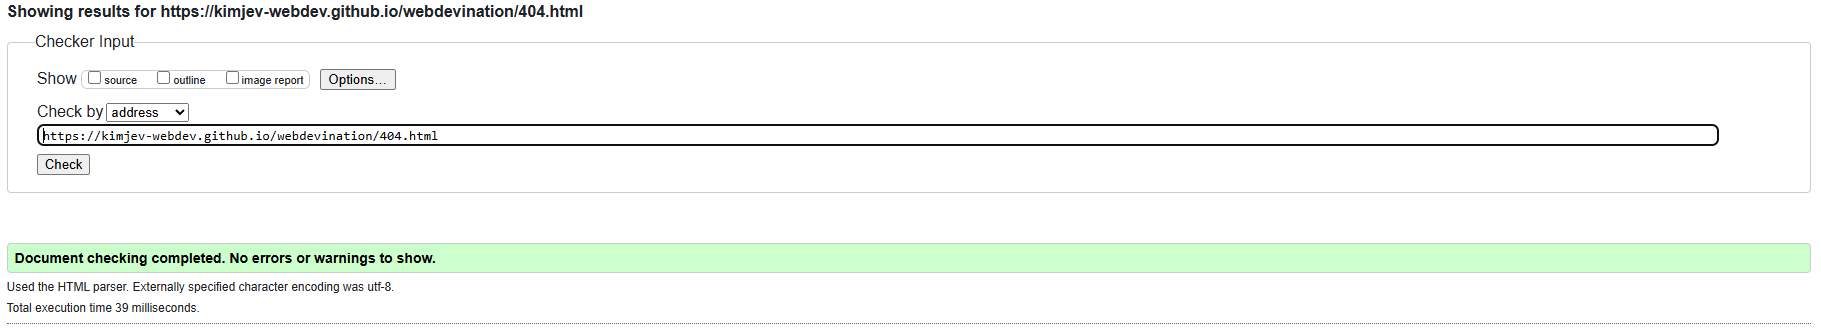 Showing results for https://kimjev-webdev.github.io/webdevination/404.html
Checker Input
Show source outline image report Options...
Check by address
https://kimjev-webdev.github.io/webdevination/404.html
Check
Document checking completed. No errors or warnings to show.
Used the HTML parser. Externally specified character encoding was utf-8.
Total execution time 39 milliseconds.